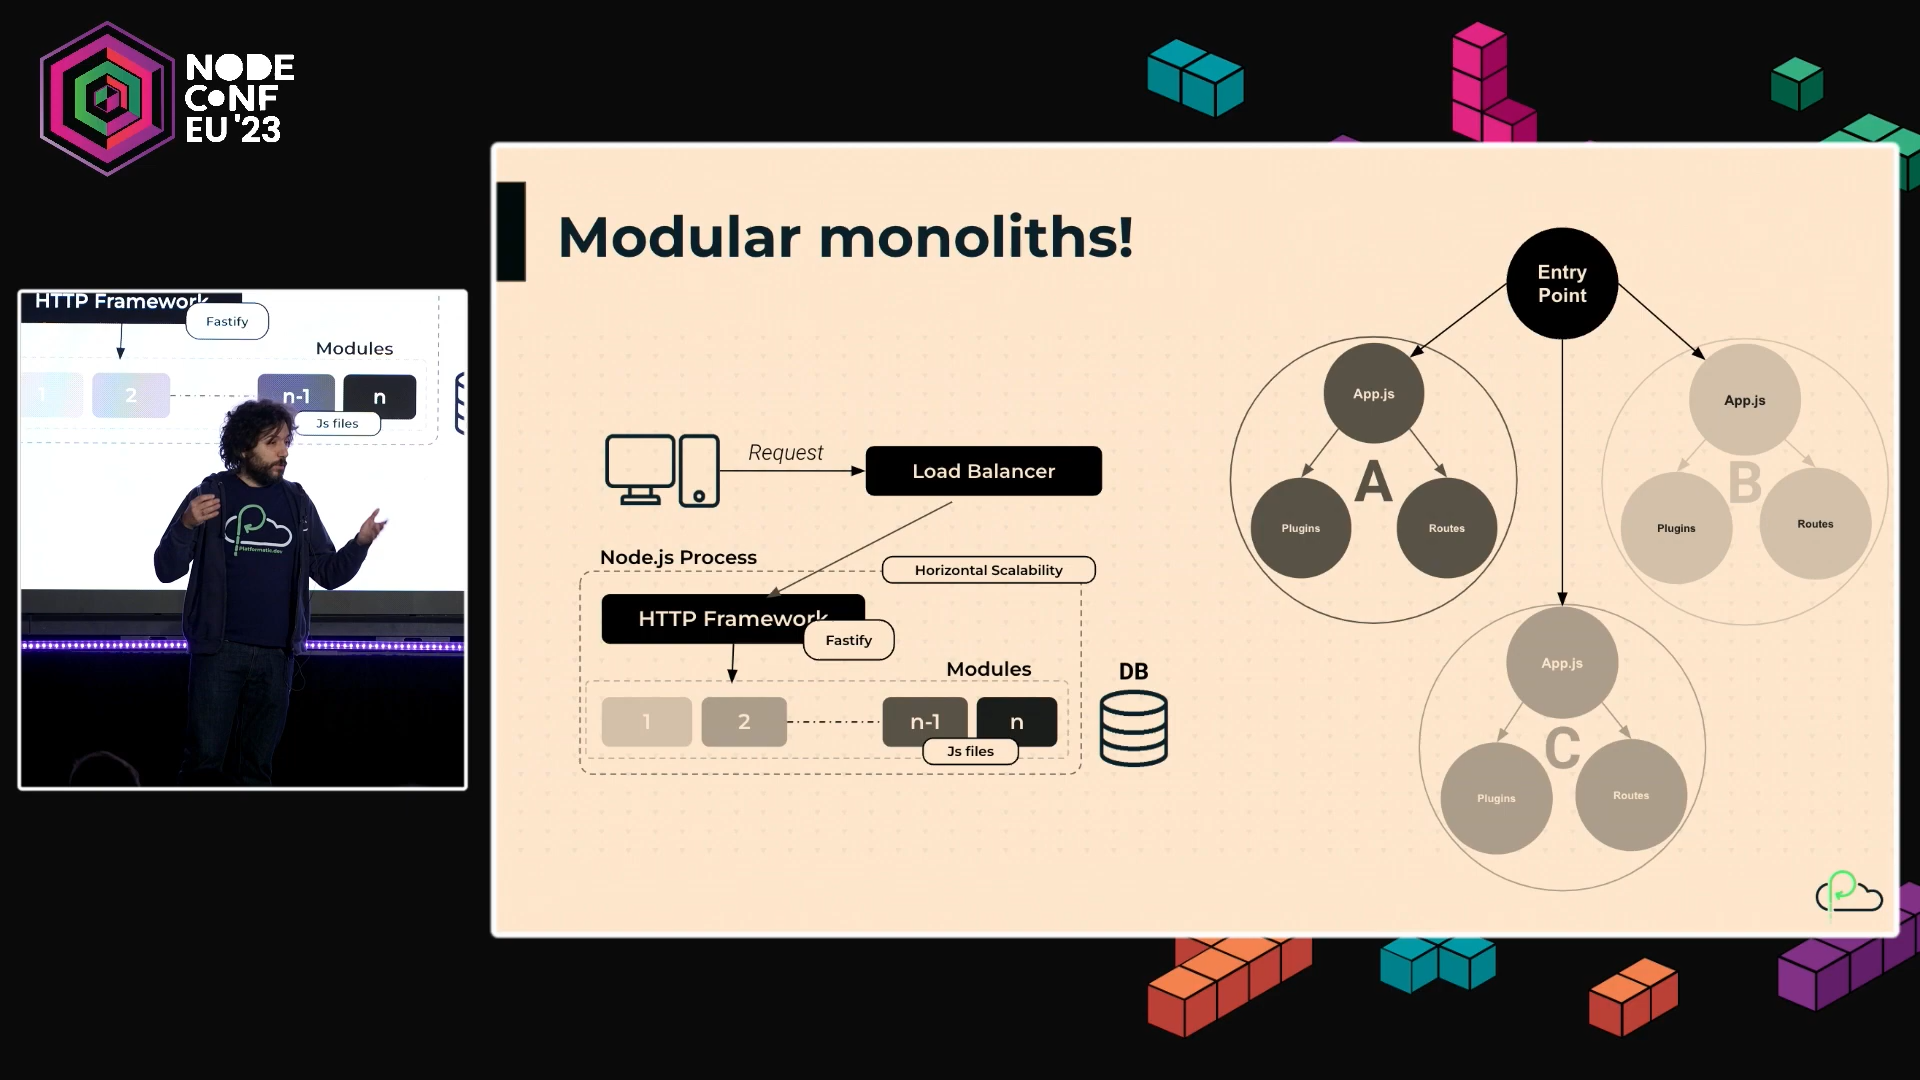 NODE
CONF
EU '23
HTTP Framework
Fastify
Modules
1
2
n-1
n
Js files
Platformatic.dev
Modular monoliths!
Request
Load Balancer
Node.js Process
Horizontal Scalability
HTTP Framework
Fastify
Modules
1
2
n-1
n
Js files
DB
Entry
Point
App.js
A
Plugins
Routes
App.js
B
Plugins
Routes
App.js
C
Plugins
Routes